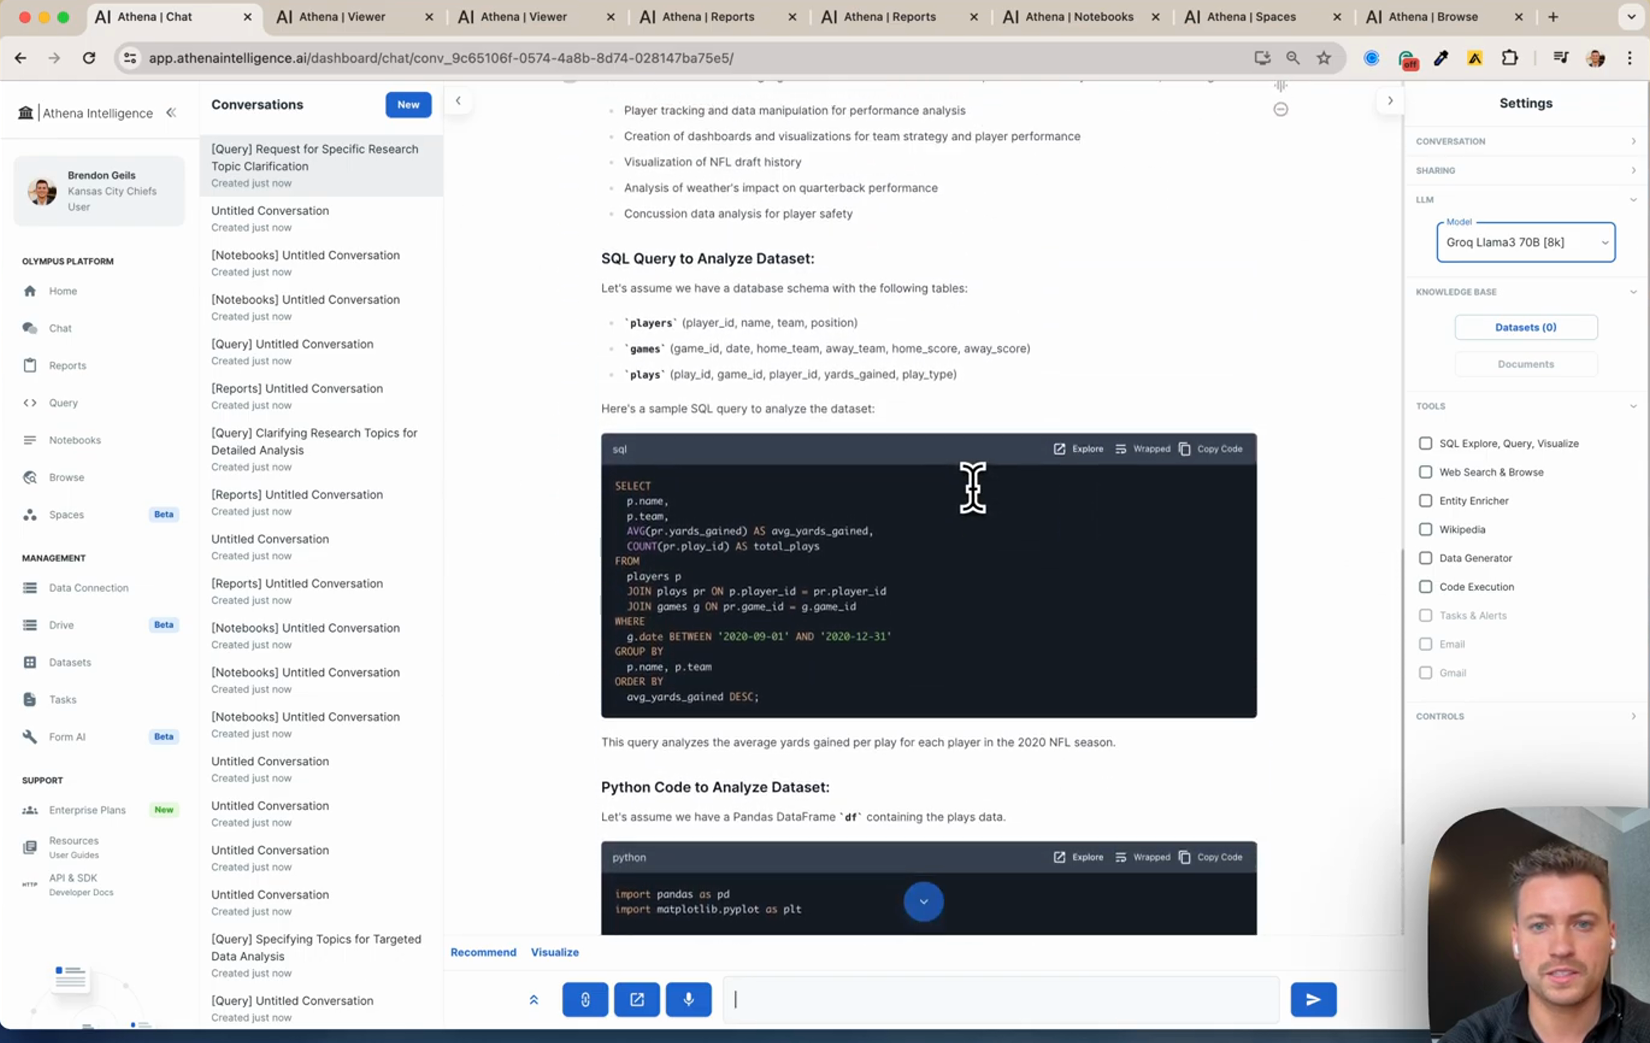 Athena | Chat
Athena | Viewer
Athena | Viewer
Athena | Reports
Athena | Reports
Athena | Notebooks
Athena | Spaces
Athena | Browse
app.athenaintelligence.ai/dashboard/chat/conv_9c65106f-0574-4a8b-8d74-028147ba75e5/
off
Athena Intelligence
Brendon Geils
Kansas City Chiefs
User
OLYMPUS PLATFORM
Home
Chat
Reports
Query
Notebooks
Browse
Spaces Beta
MANAGEMENT
Data Connection
Drive Beta
Datasets
Tasks
Form AI Beta
SUPPORT
Enterprise Plans New
Resources
User Guides
HTTP API & SDK
Developer Docs
Conversations New
[Query] Request for Specific Research
Topic Clarification
Created just now
Untitled Conversation
Created just now
[Notebooks] Untitled Conversation
Created just now
[Notebooks] Untitled Conversation
Created just now
[Query] Untitled Conversation
Created just now
[Reports] Untitled Conversation
Created just now
[Query] Clarifying Research Topics for
Detailed Analysis
Created just now
[Reports] Untitled Conversation
Created just now
Untitled Conversation
Created just now
[Reports] Untitled Conversation
Created just now
[Notebooks] Untitled Conversation
Created just now
[Notebooks] Untitled Conversation
Created just now
[Notebooks] Untitled Conversation
Created just now
Untitled Conversation
Created just now
Untitled Conversation
Created just now
Untitled Conversation
Created just now
Untitled Conversation
Created just now
[Query] Specifying Topics for Targeted
Data Analysis
Created just now
[Query] Untitled Conversation
Created just now
Player tracking and data manipulation for performance analysis
Creation of dashboards and visualizations for team strategy and player performance
Visualization of NFL draft history
Analysis of weather's impact on quarterback performance
Concussion data analysis for player safety
SQL Query to Analyze Dataset:
Let's assume we have a database schema with the following tables:
`players` (player_id, name, team, position)
`games` (game_id, date, home_team, away_team, home_score, away_score)
`plays` (play_id, game_id, player_id, yards_gained, play_type)
Here's a sample SQL query to analyze the dataset:
sql Explore Wrapped Copy Code
SELECT
p.name,
p.team,
AVG(pr.yards_gained) AS avg_yards_gained,
COUNT(pr.play_id) AS total_plays
FROM
players p
JOIN plays pr ON p.player_id = pr.player_id
JOIN games g ON pr.game_id = g.game_id
WHERE
g.date BETWEEN '2020-09-01' AND '2020-12-31'
GROUP BY
p.name, p.team
ORDER BY
avg_yards_gained DESC;
This query analyzes the average yards gained per play for each player in the 2020 NFL season.
Python Code to Analyze Dataset:
Let's assume we have a Pandas DataFrame `df` containing the plays data.
python Explore Wrapped Copy Code
import pandas as pd
import matplotlib.pyplot as plt
Recommend Visualize
Settings
CONVERSATION
SHARING
LLM
Model
Groq Llama3 70B [8k]
KNOWLEDGE BASE
Datasets (0)
Documents
TOOLS
SQL Explore, Query, Visualize
Web Search & Browse
Entity Enricher
Wikipedia
Data Generator
Code Execution
Tasks & Alerts
Email
Gmail
CONTROLS